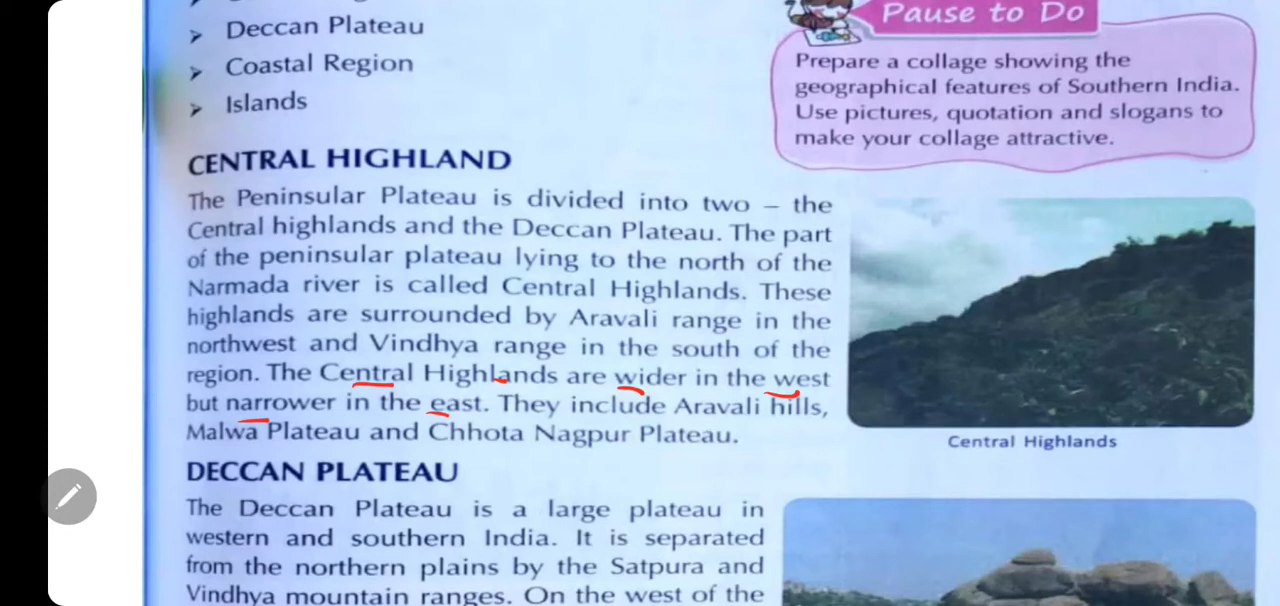 Deccan Plateau
Coastal Region
Islands
Pause to Do
Prepare a collage showing the
geographical features of Southern India.
Use pictures, quotation and slogans to
make your collage attractive.
CENTRAL HIGHLAND
The Peninsular Plateau is divided into two – the
Central highlands and the Deccan Plateau. The part
of the peninsular plateau lying to the north of the
Narmada river is called Central Highlands. These
highlands are surrounded by Aravali range in the
northwest and Vindhya range in the south of the
region. The Central Highlands are wider in the west
but narrower in the east. They include Aravali hills,
Malwa Plateau and Chhota Nagpur Plateau.
Central Highlands
DECCAN PLATEAU
The Deccan Plateau is a large plateau in
western and southern India. It is separated
from the northern plains by the Satpura and
Vindhya mountain ranges. On the west of the